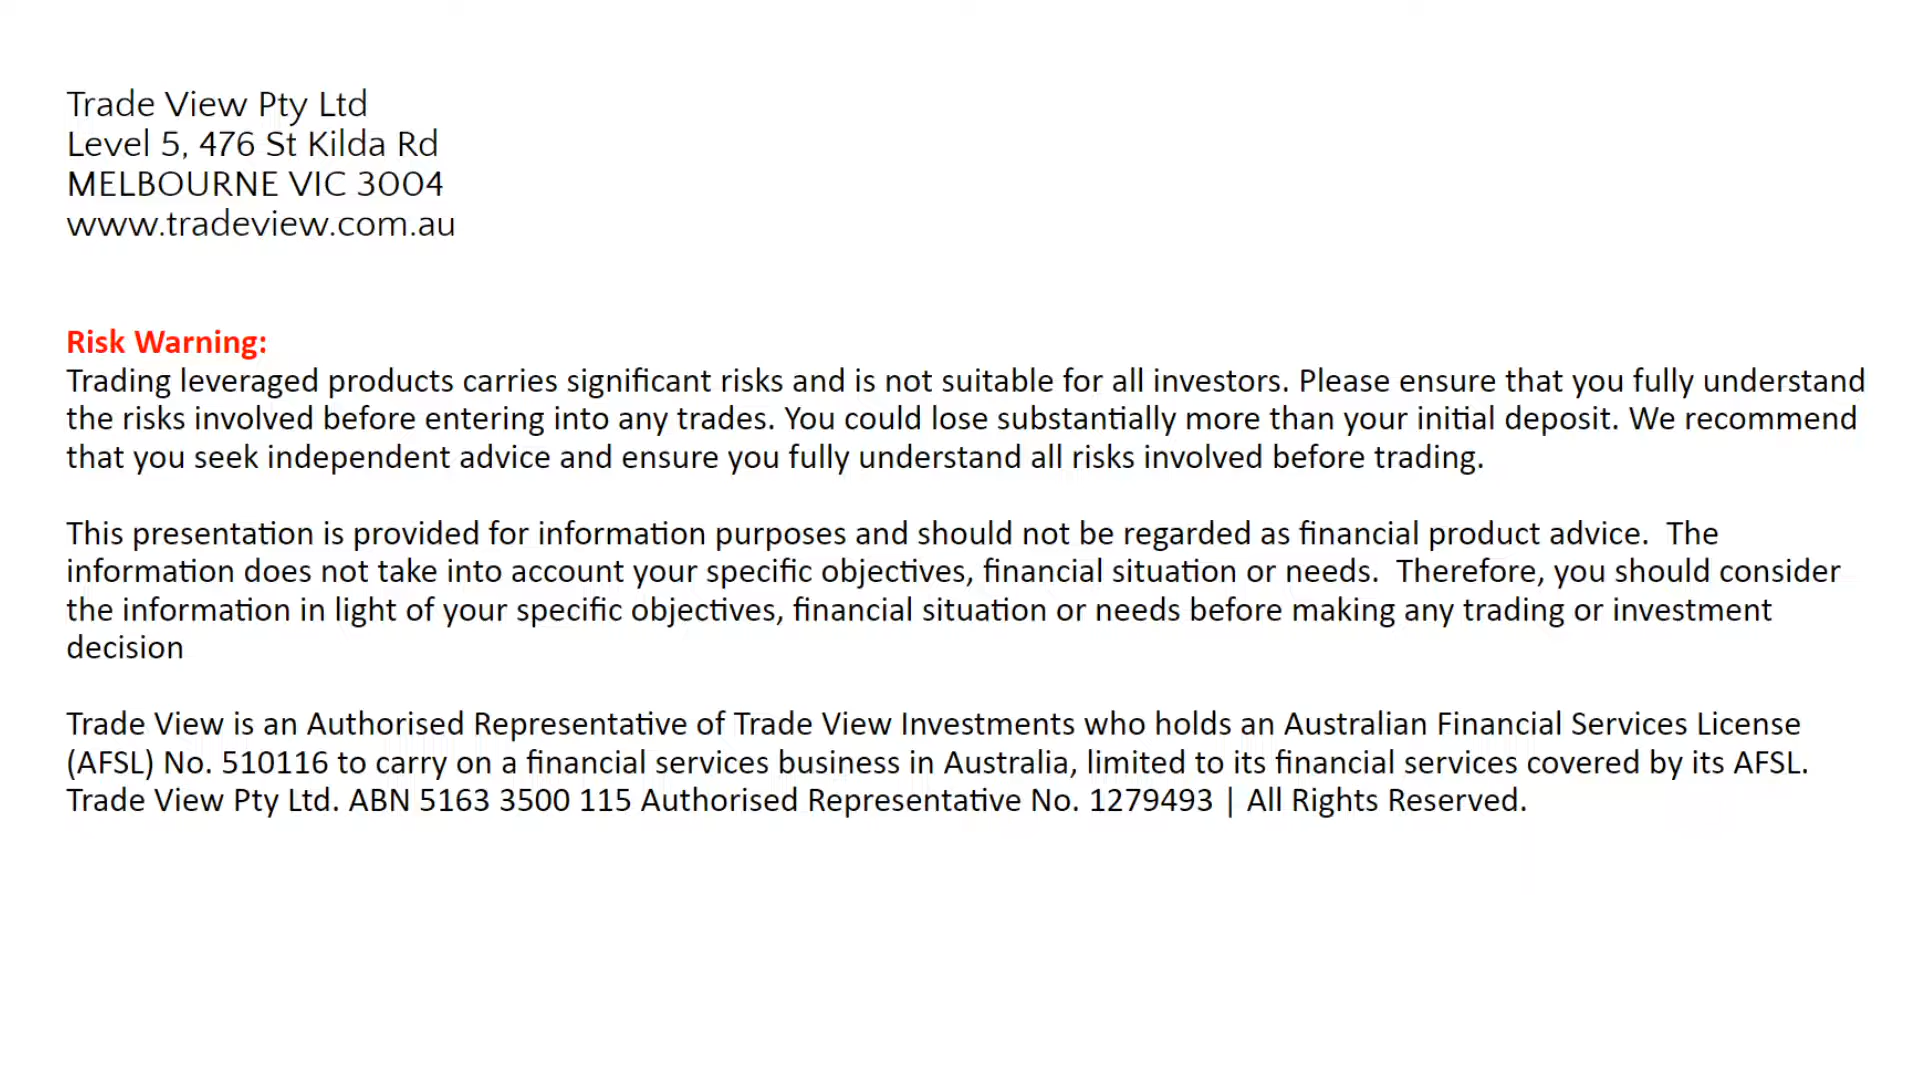 Trade View Pty Ltd
Level 5, 476 St Kilda Rd
MELBOURNE VIC 3004
www.tradeview.com.au
Risk Warning:
Trading leveraged products carries significant risks and is not suitable for all investors. Please ensure that you fully understand
the risks involved before entering into any trades. You could lose substantially more than your initial deposit. We recommend
that you seek independent advice and ensure you fully understand all risks involved before trading.
This presentation is provided for information purposes and should not be regarded as financial product advice.  The
information does not take into account your specific objectives, financial situation or needs.  Therefore, you should consider
the information in light of your specific objectives, financial situation or needs before making any trading or investment
decision
Trade View is an Authorised Representative of Trade View Investments who holds an Australian Financial Services License
(AFSL) No. 510116 to carry on a financial services business in Australia, limited to its financial services covered by its AFSL.
Trade View Pty Ltd. ABN 5163 3500 115 Authorised Representative No. 1279493 | All Rights Reserved.